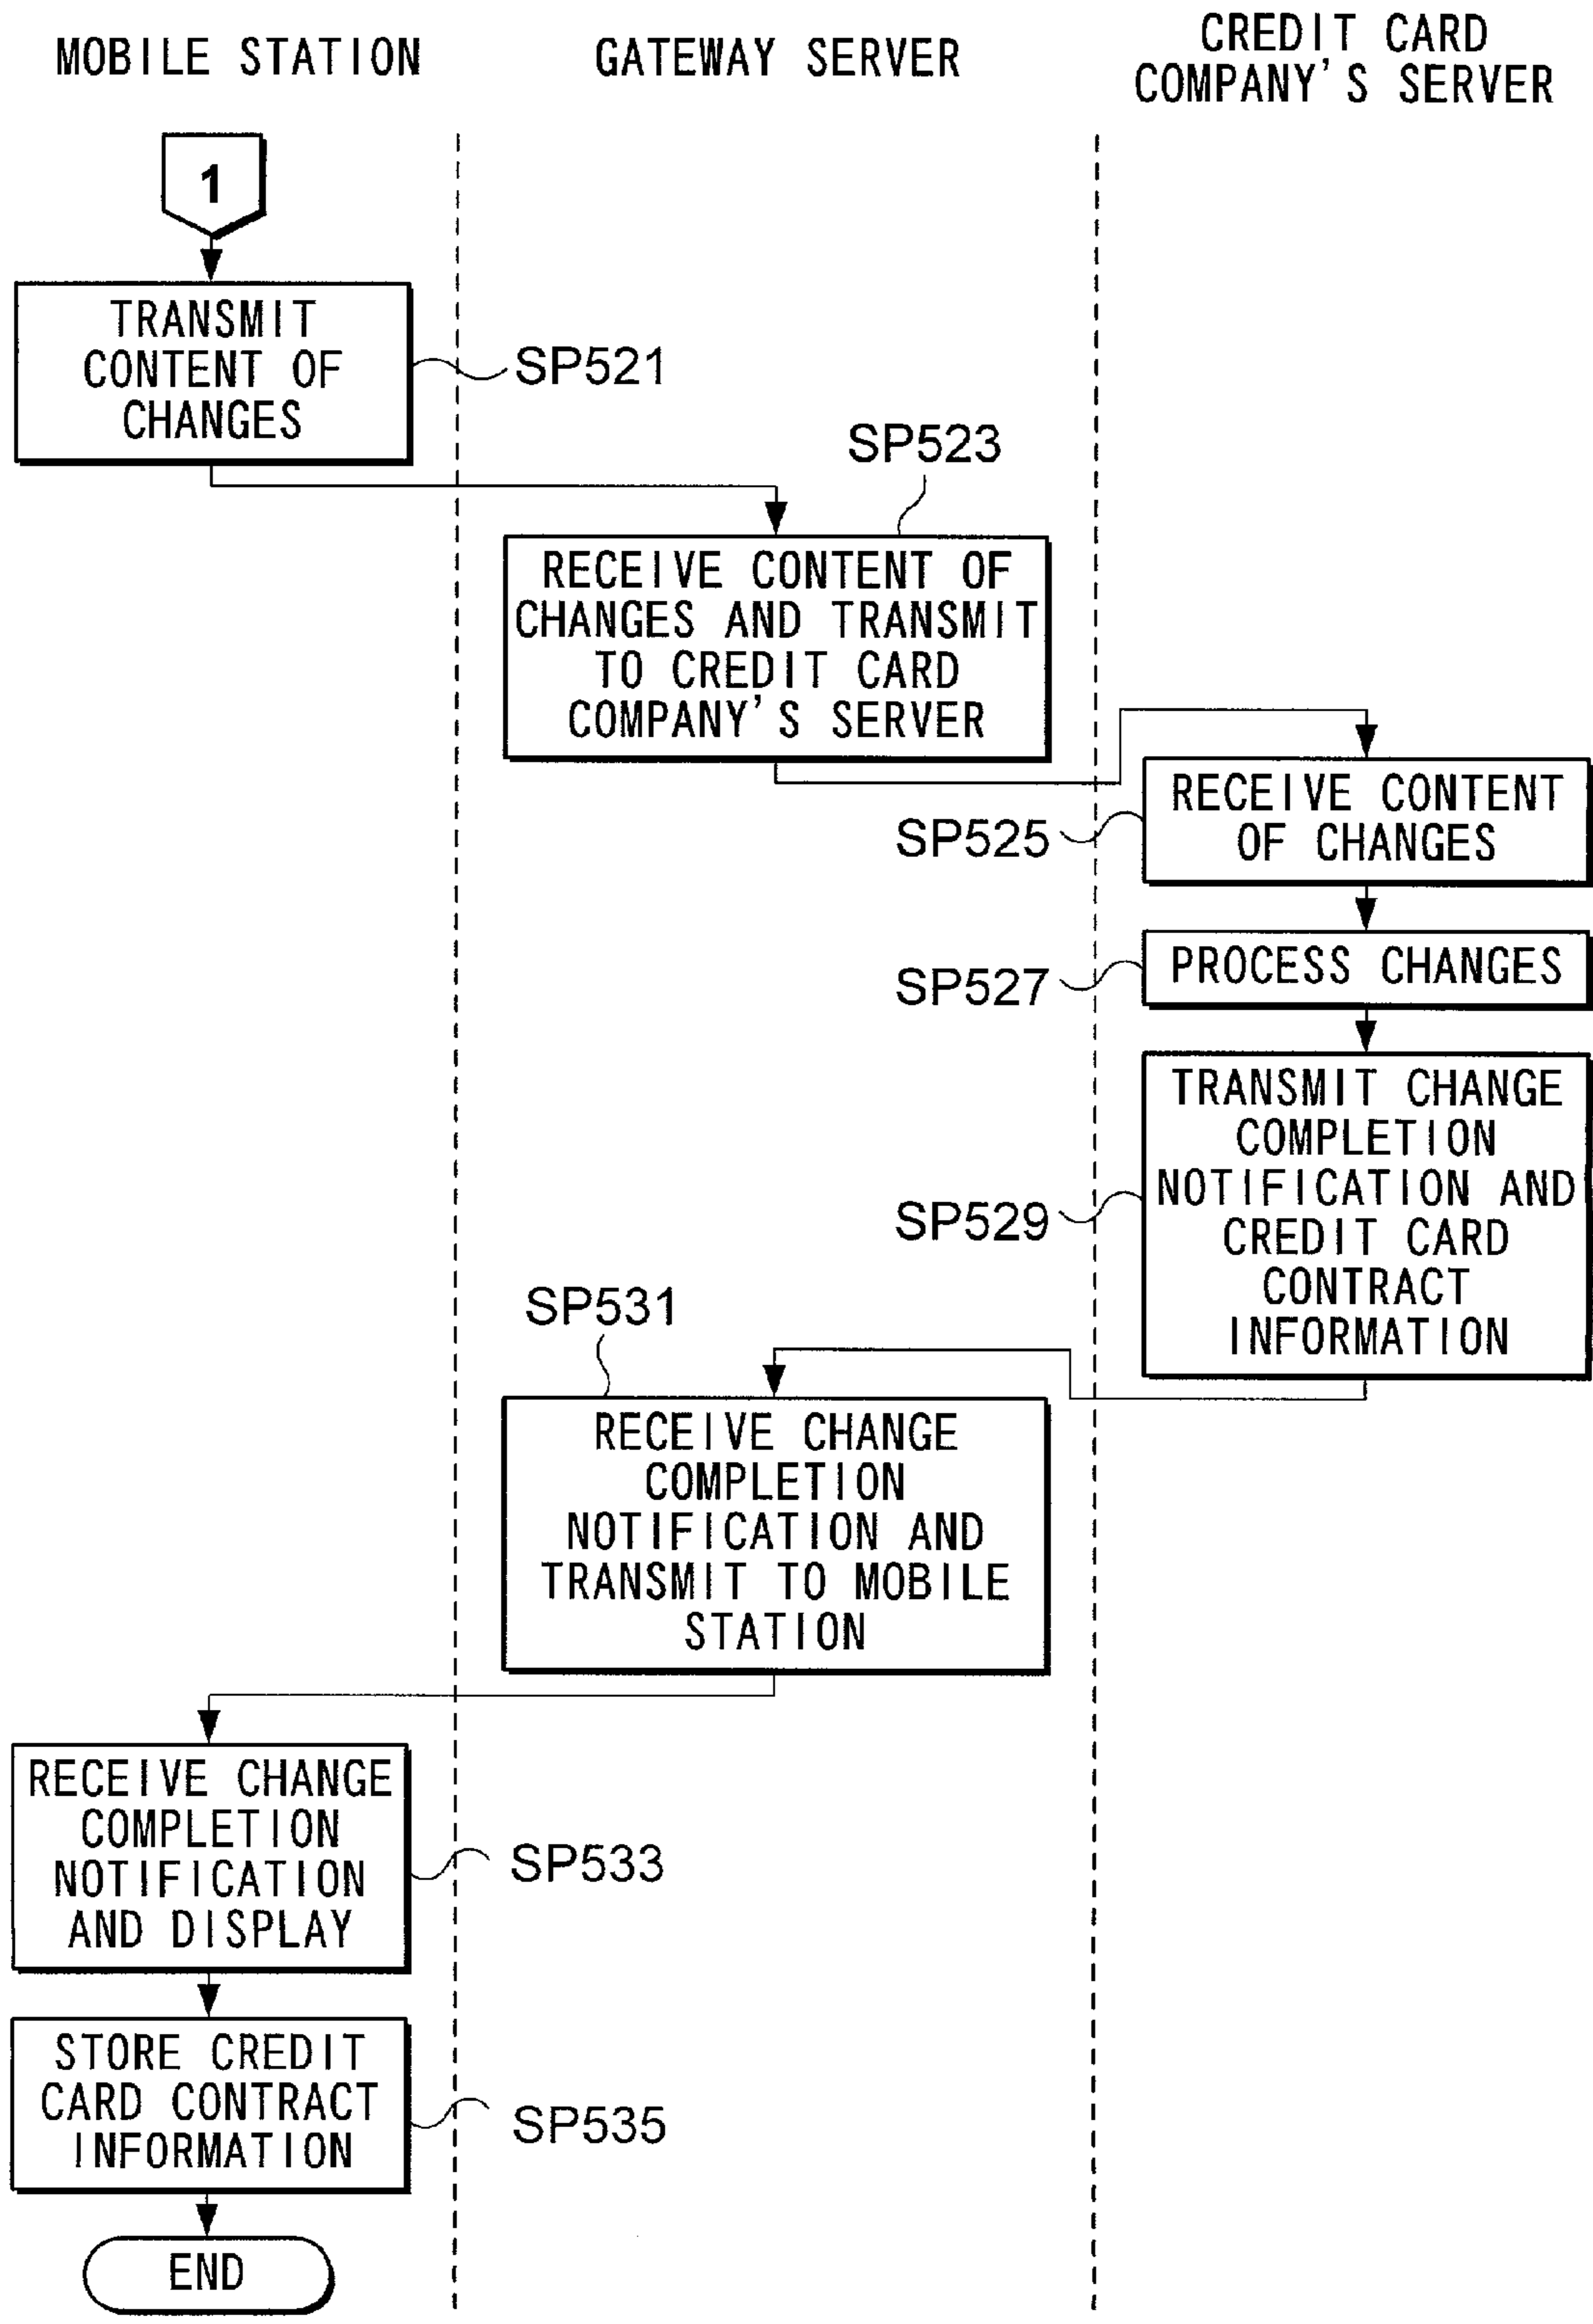 MOBILE STATION
GATEWAY SERVER
CREDIT CARD
COMPANY'S SERVER
1
TRANSMIT
CONTENT OF
CHANGES
SP521
SP523
RECEIVE CONTENT OF
CHANGES AND TRANSMIT
TO CREDIT CARD
COMPANY'S SERVER
RECEIVE CONTENT
OF CHANGES
SP525
PROCESS CHANGES
SP527
TRANSMIT CHANGE
COMPLETION
NOTIFICATION AND
CREDIT CARD
CONTRACT
INFORMATION
SP529
SP531
RECEIVE CHANGE
COMPLETION
NOTIFICATION AND
TRANSMIT TO MOBILE
STATION
RECEIVE CHANGE
COMPLETION
NOTIFICATION
AND DISPLAY
SP533
STORE CREDIT
CARD CONTRACT
INFORMATION
SP535
END